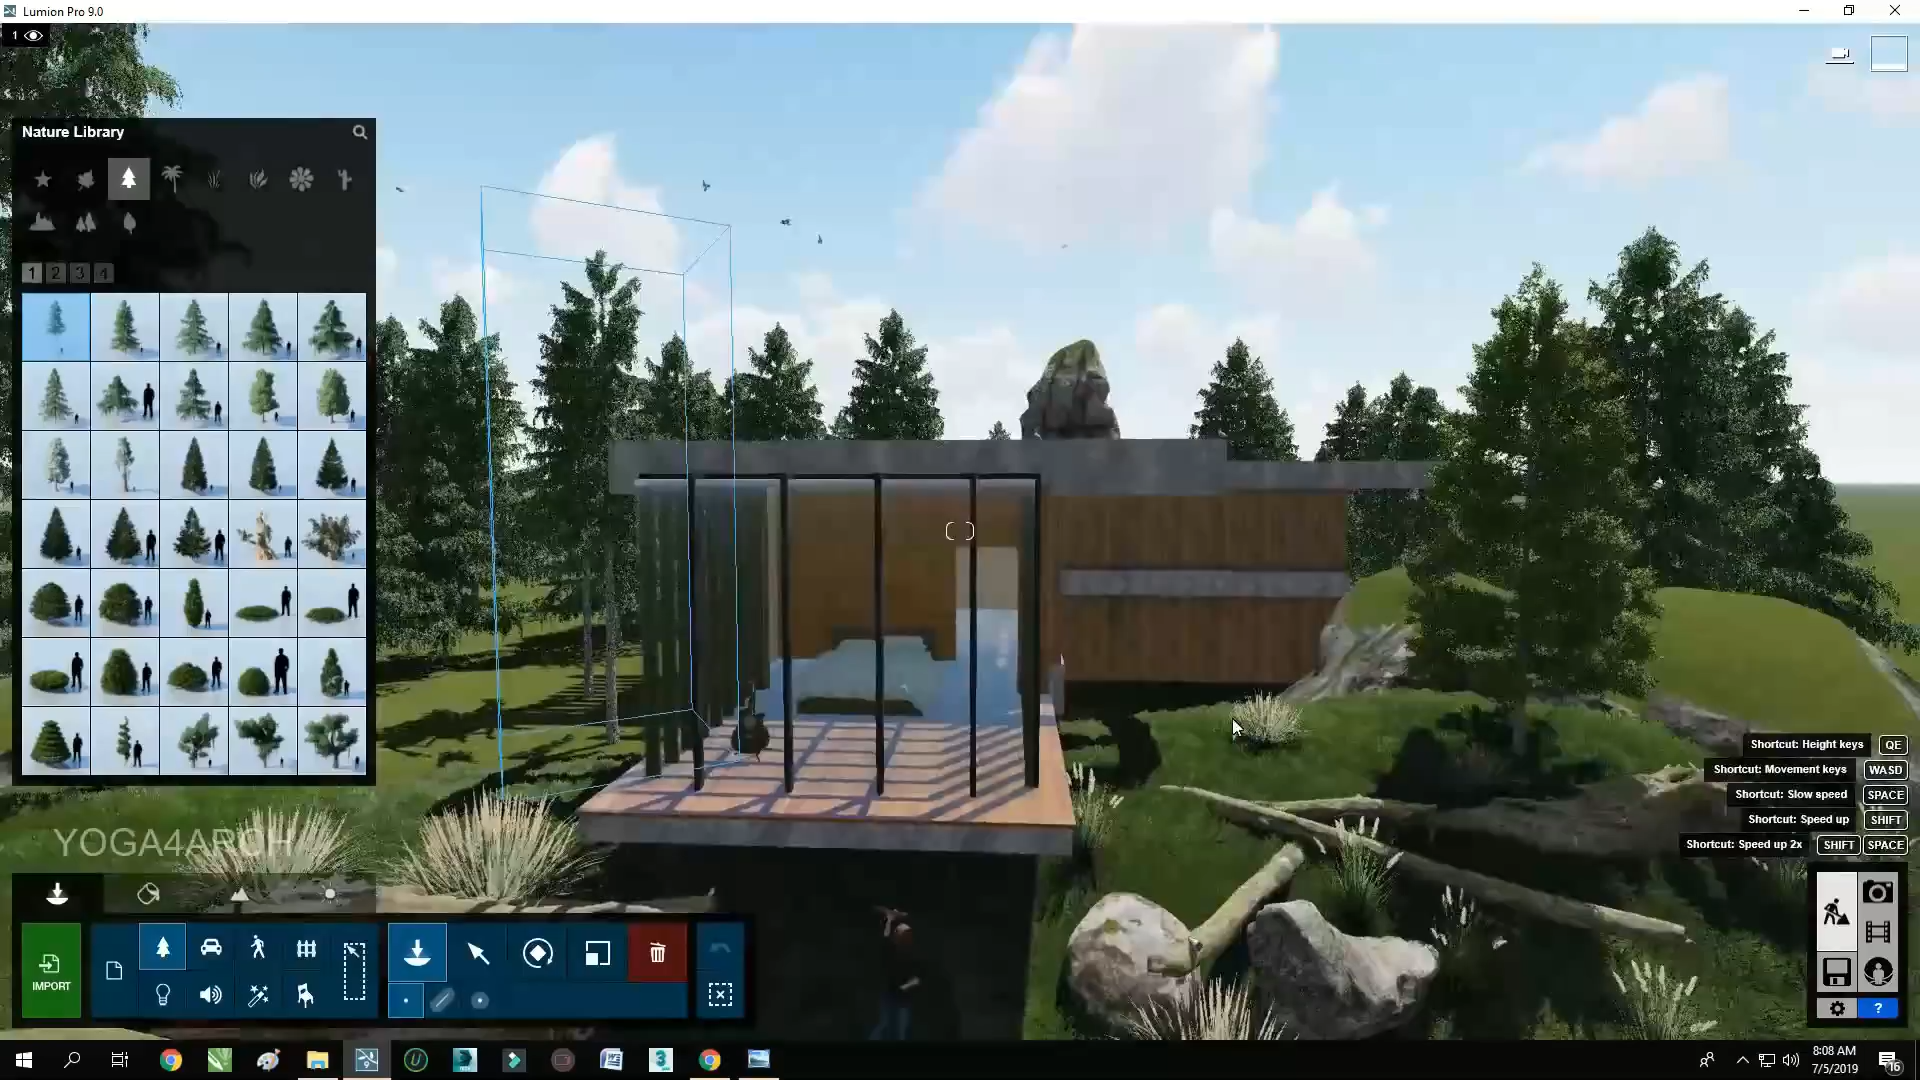 Lumion Pro 9.0
1
Nature Library
1 2 3 4
Shortcut: Height keys QE
Shortcut: Movement keys WASD
Shortcut: Slow speed SPACE
Shortcut: Speed up SHIFT
Shortcut: Speed up 2x SHIFT SPACE
YOGA4ARCH
IMPORT
?
8:08 AM
7/5/2019
16